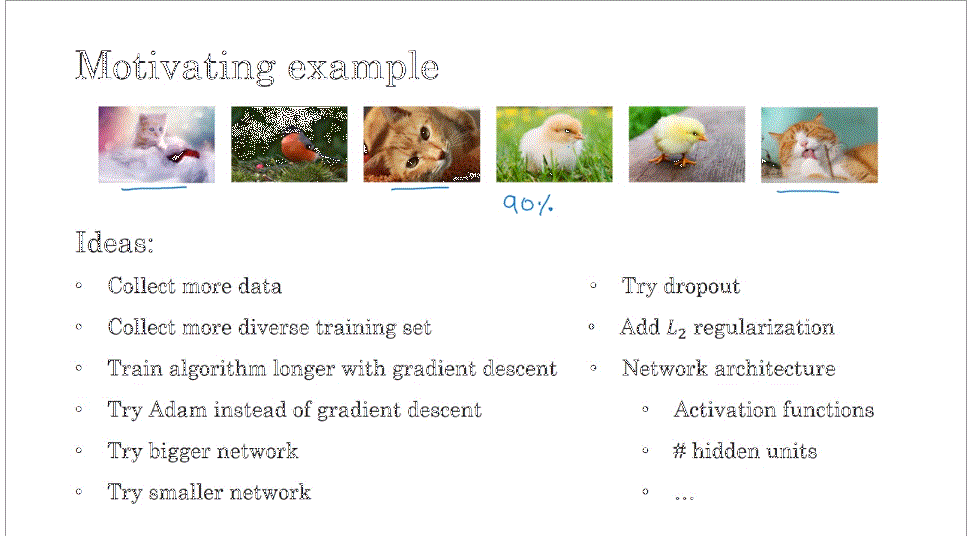 Motivating example
90%
Ideas:
◦ Collect more data
◦ Collect more diverse training set
◦ Train algorithm longer with gradient descent
◦ Try Adam instead of gradient descent
◦ Try bigger network
◦ Try smaller network
◦ Try dropout
◦ Add L₂ regularization
◦ Network architecture
◦ Activation functions
◦ # hidden units
◦ ...